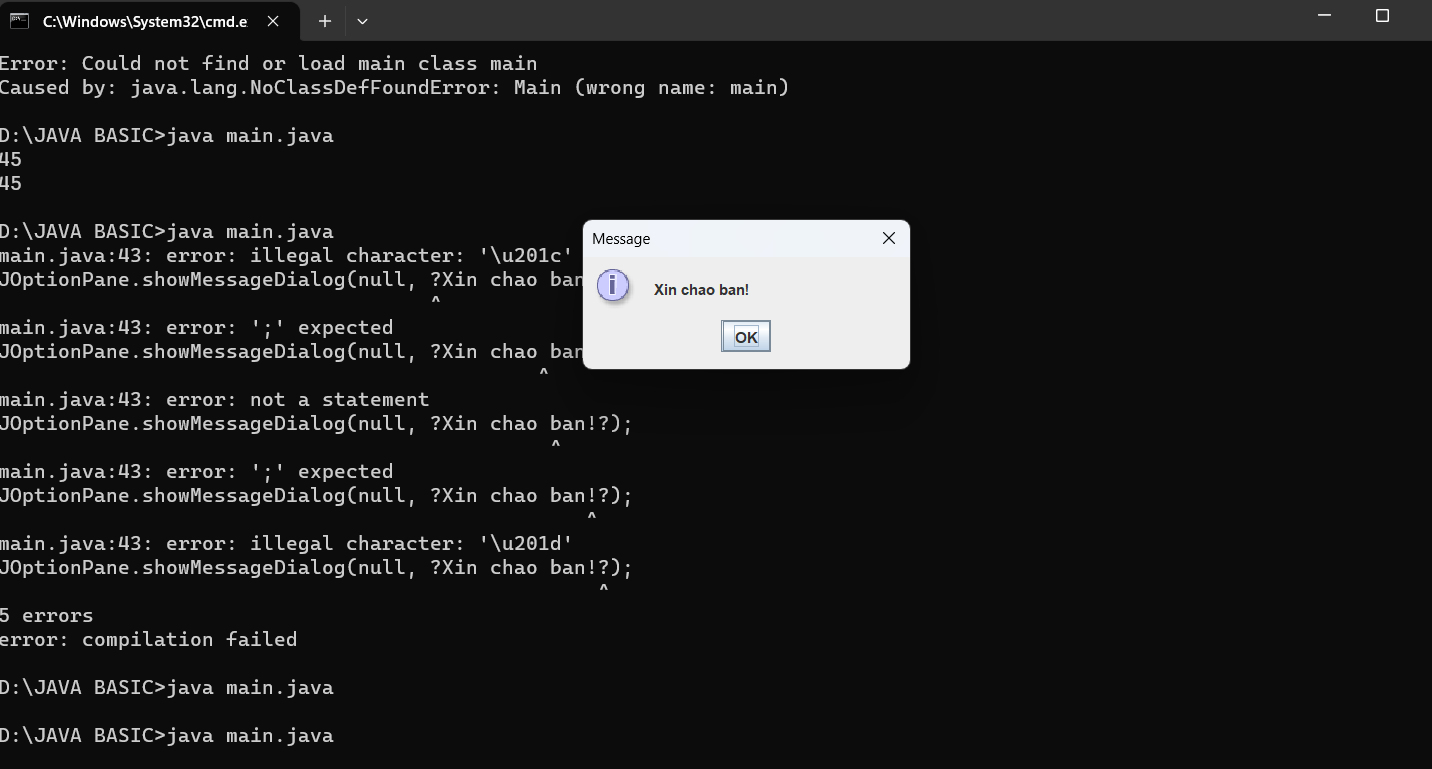 C:\Windows\System32\cmd.e
Error: Could not find or load main class main
Caused by: java.lang.NoClassDefFoundError: Main (wrong name: main)
D:\JAVA BASIC>java main.java
45
45
D:\JAVA BASIC>java main.java
main.java:43: error: illegal character: '\u201c'
JOptionPane.showMessageDialog(null, ?Xin chao ban
^
main.java:43: error: ';' expected
JOptionPane.showMessageDialog(null, ?Xin chao ban
^
main.java:43: error: not a statement
JOptionPane.showMessageDialog(null, ?Xin chao ban!?);
^
main.java:43: error: ';' expected
JOptionPane.showMessageDialog(null, ?Xin chao ban!?);
^
main.java:43: error: illegal character: '\u201d'
JOptionPane.showMessageDialog(null, ?Xin chao ban!?);
^
5 errors
error: compilation failed
D:\JAVA BASIC>java main.java
D:\JAVA BASIC>java main.java
Message
Xin chao ban!
OK